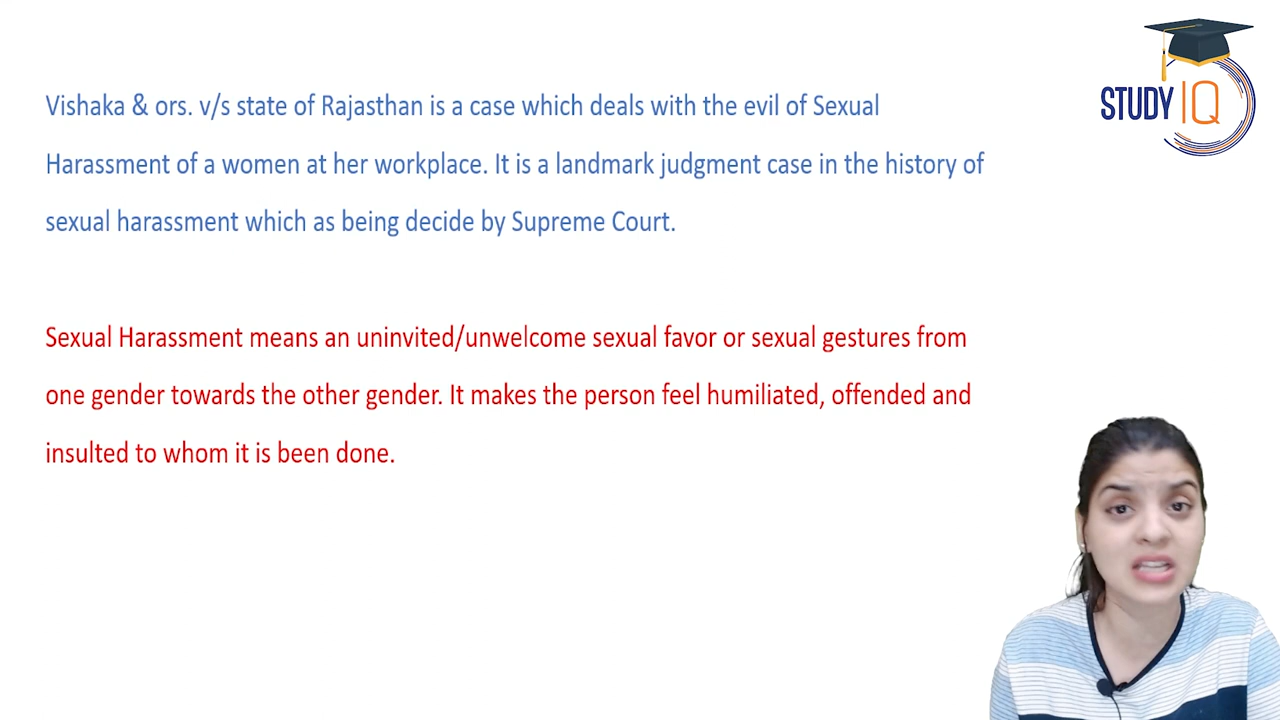 Vishaka & ors. v/s state of Rajasthan is a case which deals with the evil of Sexual
Harassment of a women at her workplace. It is a landmark judgment case in the history of
sexual harassment which as being decide by Supreme Court.
Sexual Harassment means an uninvited/unwelcome sexual favor or sexual gestures from
one gender towards the other gender. It makes the person feel humiliated, offended and
insulted to whom it is been done.
STUDY IQ